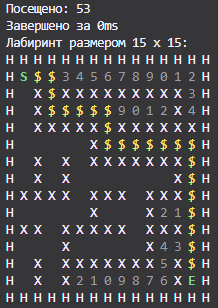 Посещено: 53
Завершено за 0ms
Лабиринт размером 15 x 15:
H H H H H H H H H H H H H H H
H S $ $ 3 4 5 6 7 8 9 0 1 2 H
H   X $ X X X X X X X X X 3 H
H   X $ $ $ $ $ 9 0 1 2 X 4 H
H   X X X X X $ X X X X X X H
H           X $ $ $ $ $ $ $ H
H   X   X   X X X   X X X $ H
H   X   X               X $ H
H X X X X   X X X   X X X $ H
H           X       X 2 1 $ H
H X X   X X X   X X X   X $ H
H       X           X 4 3 $ H
H   X   X X X X X X X 5 X $ H
H   X   X 2 1 0 9 8 7 6 X E H
H H H H H H H H H H H H H H H